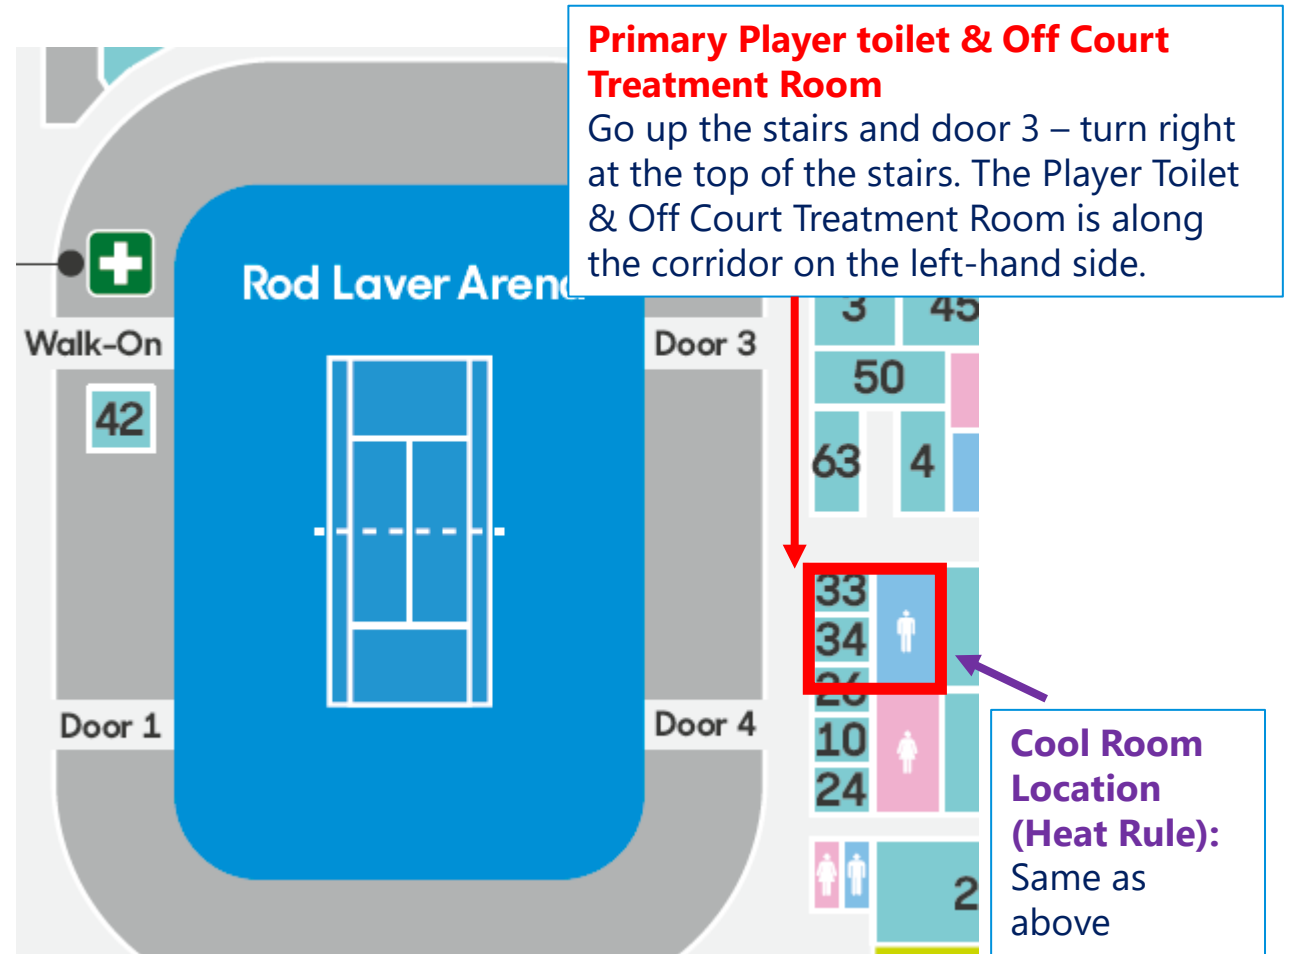 Primary Player toilet & Off Court
Treatment Room
Go up the stairs and door 3 – turn right
at the top of the stairs. The Player Toilet
& Off Court Treatment Room is along
the corridor on the left-hand side.
Rod Laver Arena
Walk-On
Door 3
3
45
50
42
63
4
33
34
26
10
24
Door 1
Door 4
2
Cool Room
Location
(Heat Rule):
Same as
above